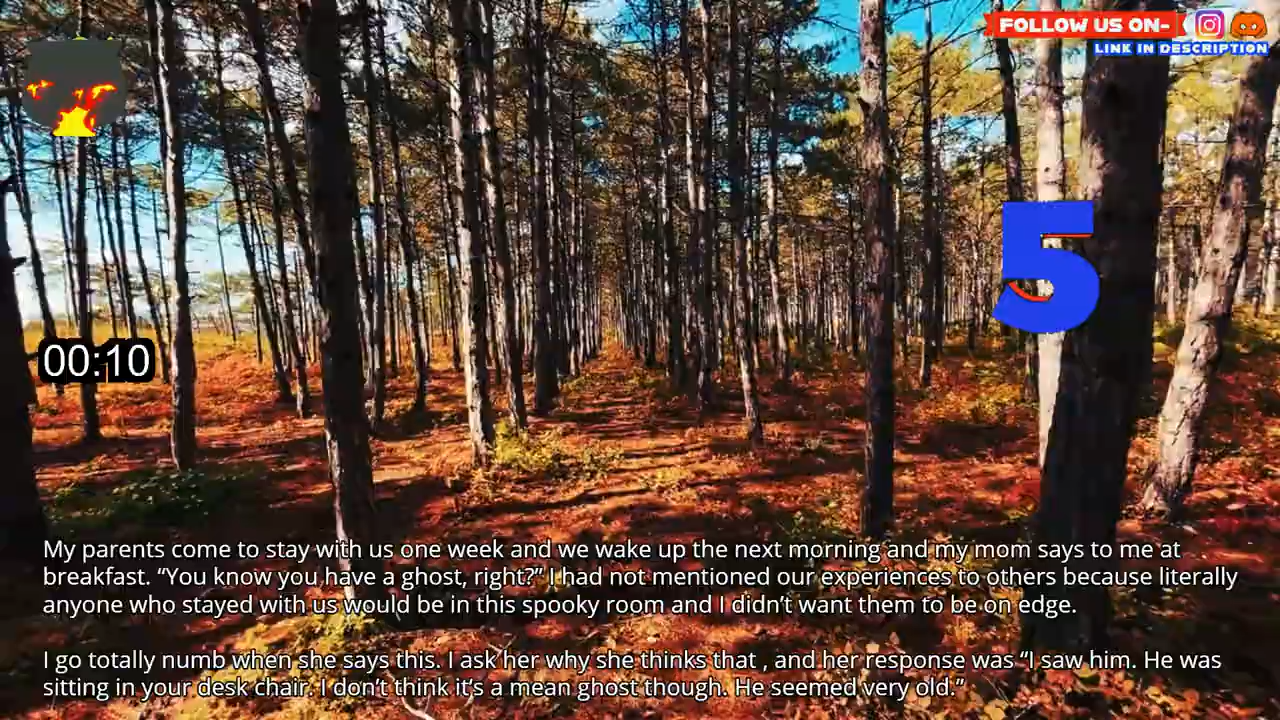 FOLLOW US ON-
LINK IN DESCRIPTION
5
00:10
My parents come to stay with us one week and we wake up the next morning and my mom says to me at
breakfast. “You know you have a ghost, right?” I had not mentioned our experiences to others because literally
anyone who stayed with us would be in this spooky room and I didn’t want them to be on edge.
I go totally numb when she says this. I ask her why she thinks that , and her response was “I saw him. He was
sitting in your desk chair. I don’t think it’s a mean ghost though. He seemed very old.”